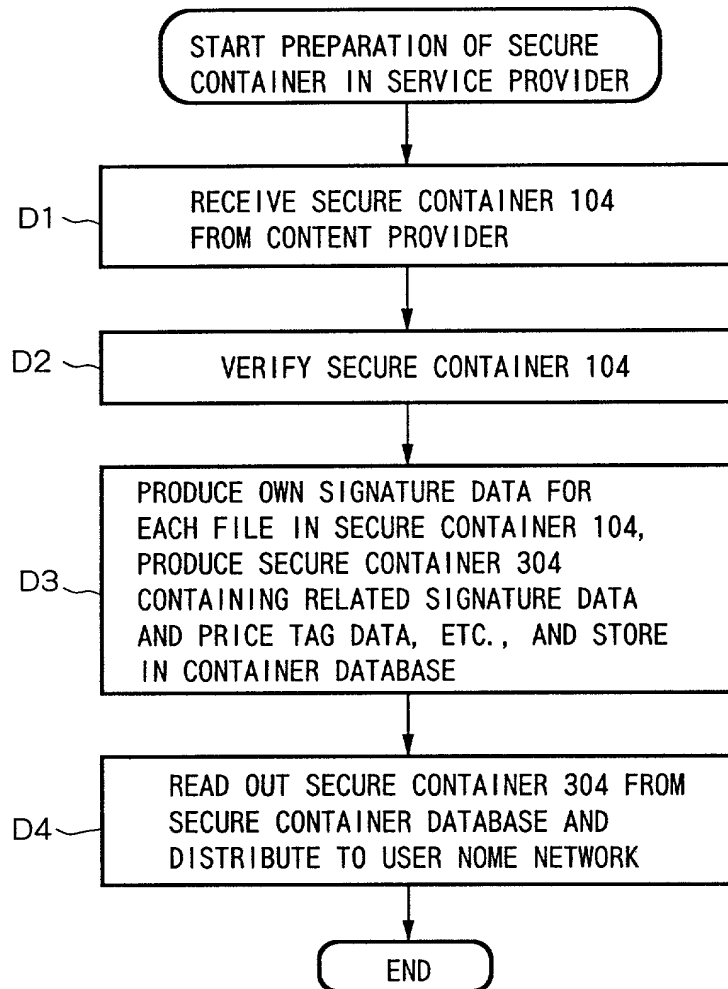 START PREPARATION OF SECURE
CONTAINER IN SERVICE PROVIDER
D1
RECEIVE SECURE CONTAINER 104
FROM CONTENT PROVIDER
D2
VERIFY SECURE CONTAINER 104
D3
PRODUCE OWN SIGNATURE DATA FOR
EACH FILE IN SECURE CONTAINER 104,
PRODUCE SECURE CONTAINER 304
CONTAINING RELATED SIGNATURE DATA
AND PRICE TAG DATA, ETC., AND STORE
IN CONTAINER DATABASE
D4
READ OUT SECURE CONTAINER 304 FROM
SECURE CONTAINER DATABASE AND
DISTRIBUTE TO USER NOME NETWORK
END